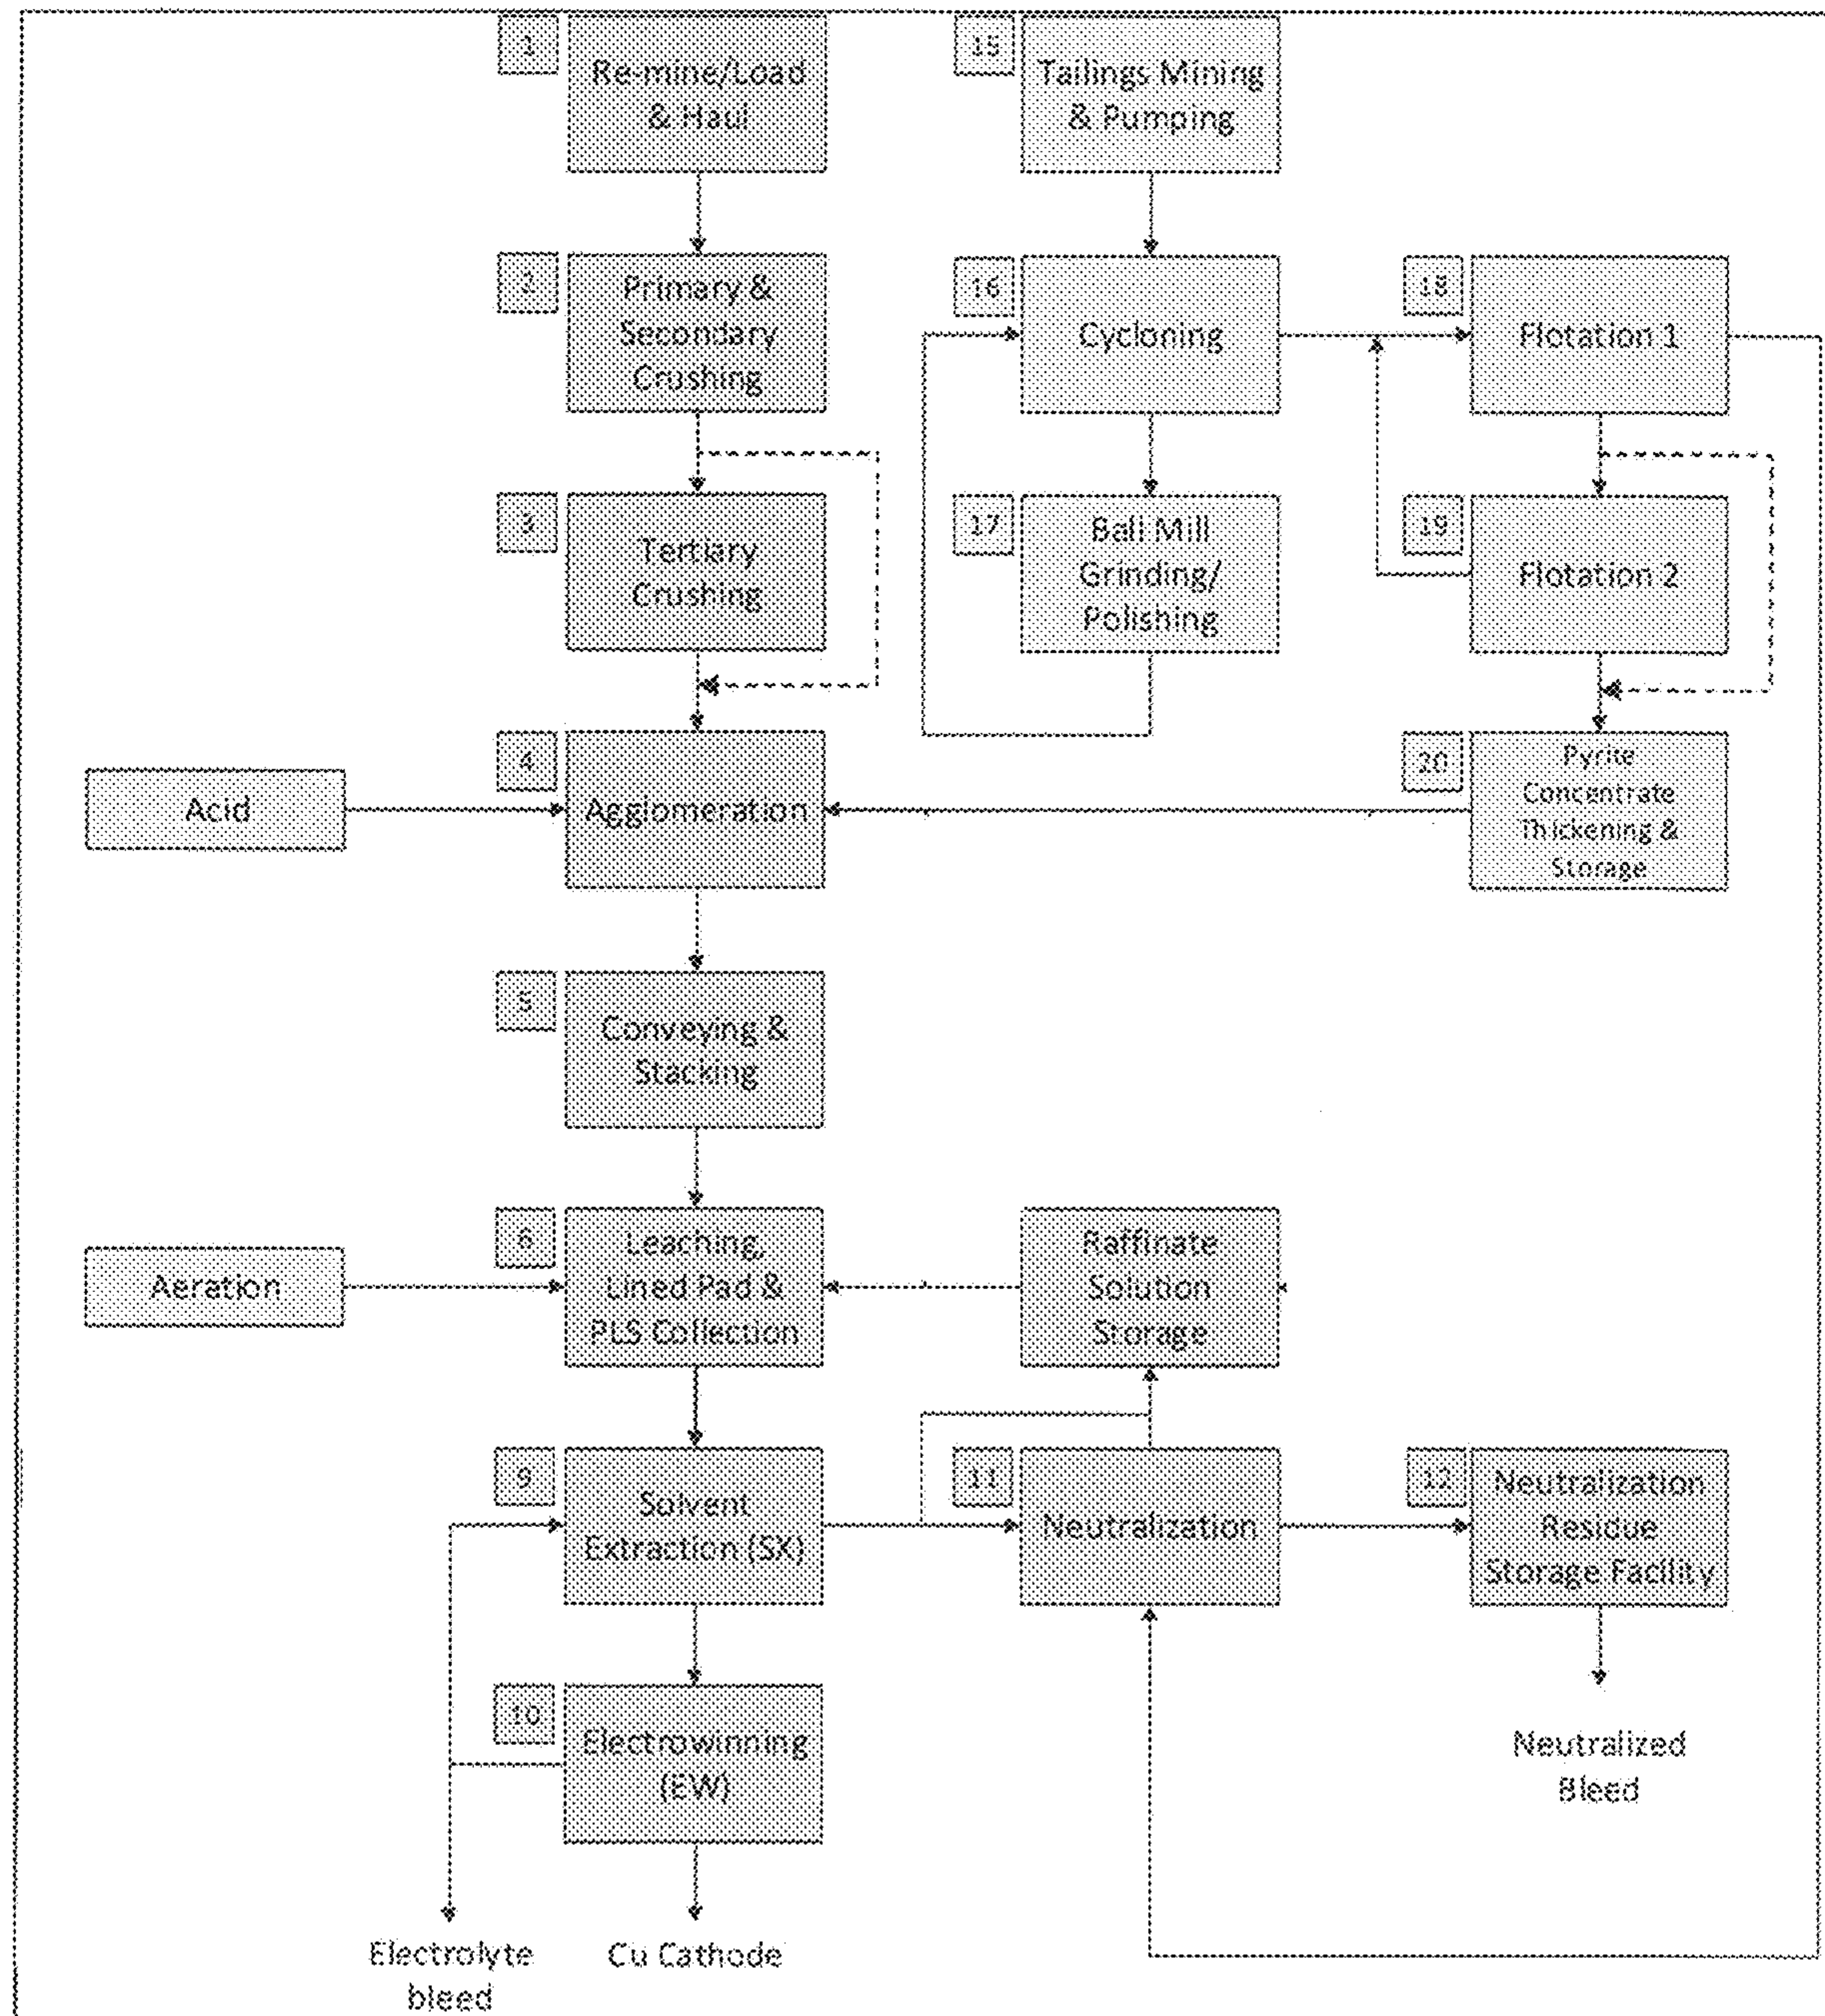 1
Re-mine/Load
& Haul
15
Tailings Mining
& Pumping
2
Primary &
Secondary
Crushing
16
Cycloning
18
Flotation 1
3
Tertiary
Crushing
17
Ball Mill
Grinding/
Polishing
19
Flotation 2
Acid
4
Agglomeration
20
Pyrite
Concentrate
Thickening &
Storage
5
Conveying &
Stacking
Aeration
6
Leaching,
Lined Pad &
PLS Collection
Raffinate
Solution
Storage
9
Solvent
Extraction (SX)
11
Neutralization
12
Neutralization
Residue
Storage Facility
10
Electrowinning
(EW)
Neutralized
Bleed
Electrolyte
bleed
Cu Cathode